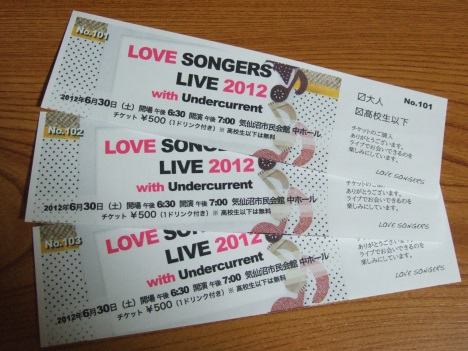 No.101
LOVE SONGERS
LIVE 2012
with Undercurrent
2012年6月30日(土) 開場 午後 6:30 開演 午後 7:00 気仙沼市民会館 中ホール
チケット ¥500 (1ドリンク付き) ※ 高校生以下は無料
☑大人
☑高校生以下
No.101
チケットのご購入
ありがとうございます。
ライブでお会いできるのを
楽しみにしています。
LOVE SONGERS
No.102
LOVE SONGERS
LIVE 2012
with Undercurrent
2012年6月30日(土) 開場 午後 6:30 開演 午後 7:00 気仙沼市民会館 中ホール
チケット ¥500 (1ドリンク付き) ※ 高校生以下は無料
チケットのご購入
ありがとうございます。
ライブでお会いできるのを
楽しみにしています。
LOVE SONGERS
No.103
LOVE SONGERS
LIVE 2012
with Undercurrent
2012年6月30日(土) 開場 午後 6:30 開演 午後 7:00 気仙沼市民会館 中ホール
チケット ¥500 (1ドリンク付き) ※ 高校生以下は無料
ありがとうございます。
ライブでお会いできるのを
楽しみにしています。
LOVE SONGERS